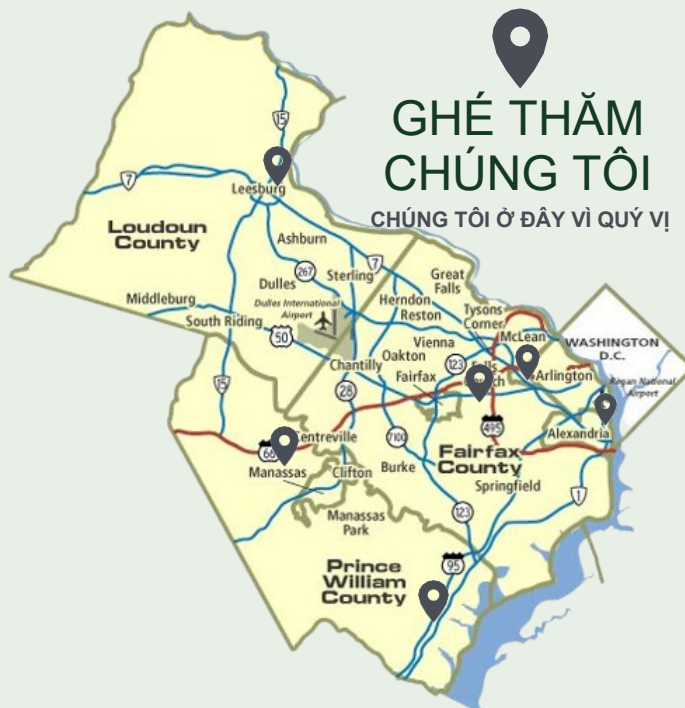 GHÉ THĂM
CHÚNG TÔI
CHÚNG TÔI Ở ĐÂY VÌ QUÝ VỊ
15
7
Leesburg
Loudoun
County
Ashburn
267
Sterling
7
Great
Falls
Dulles
Herndon
Reston
Tysons
Corner
Middleburg
Dulles International
Airport
South Riding
50
McLean
WASHINGTON
D.C.
Vienna
Oakton
Chantilly
123
Fairfax
Arlington
National
Airport
15
28
495
Alexandria
Centreville
66
7100
Fairfax
County
Manassas
Clifton
Burke
Springfield
1
Manassas
Park
123
Prince
William
County
95